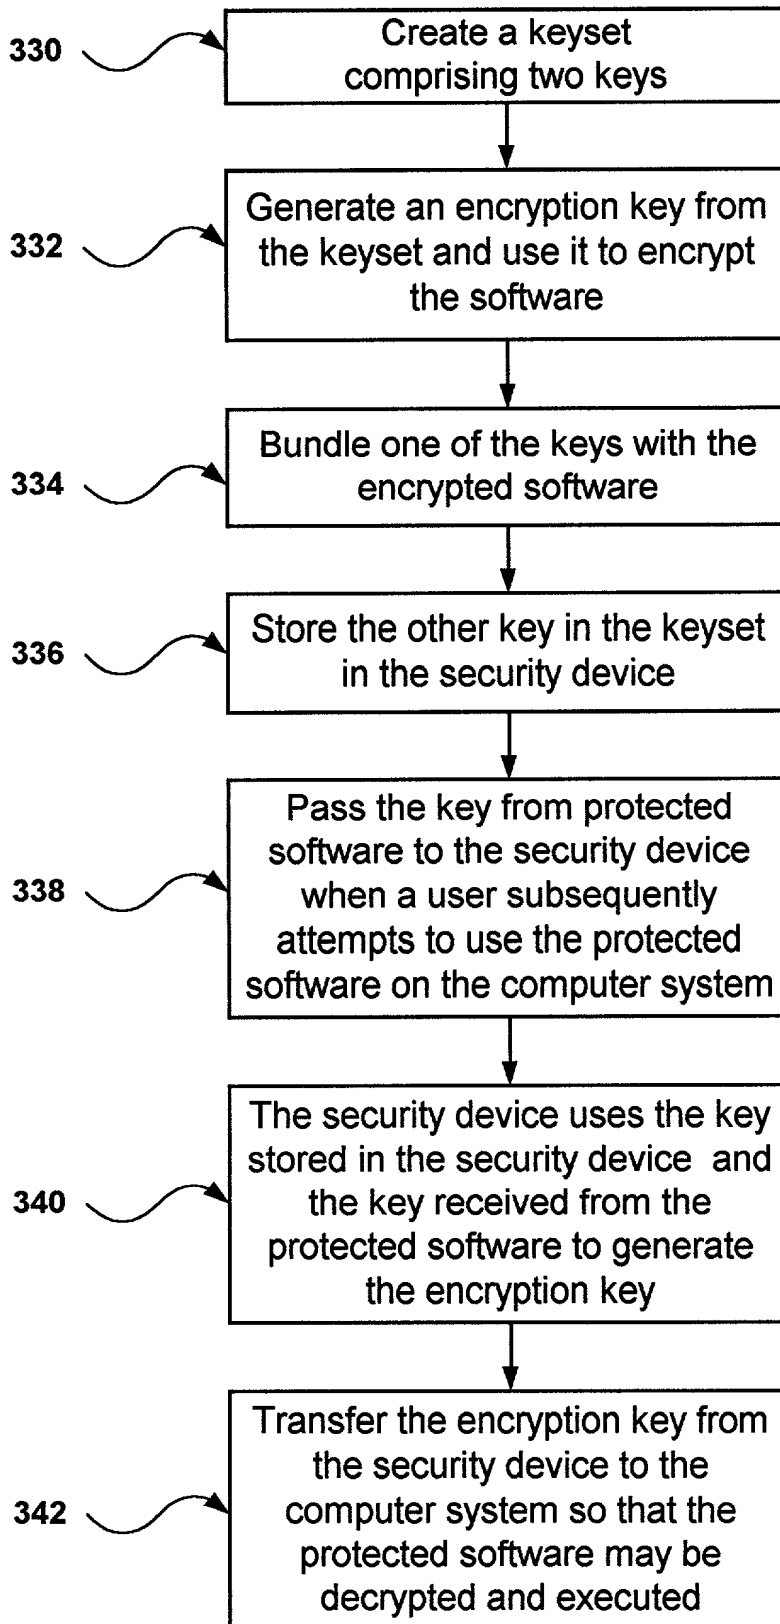 330
Create a keyset
comprising two keys
332
Generate an encryption key from
the keyset and use it to encrypt
the software
334
Bundle one of the keys with the
encrypted software
336
Store the other key in the keyset
in the security device
338
Pass the key from protected
software to the security device
when a user subsequently
attempts to use the protected
software on the computer system
340
The security device uses the key
stored in the security device and
the key received from the
protected software to generate
the encryption key
342
Transfer the encryption key from
the security device to the
computer system so that the
protected software may be
decrypted and executed